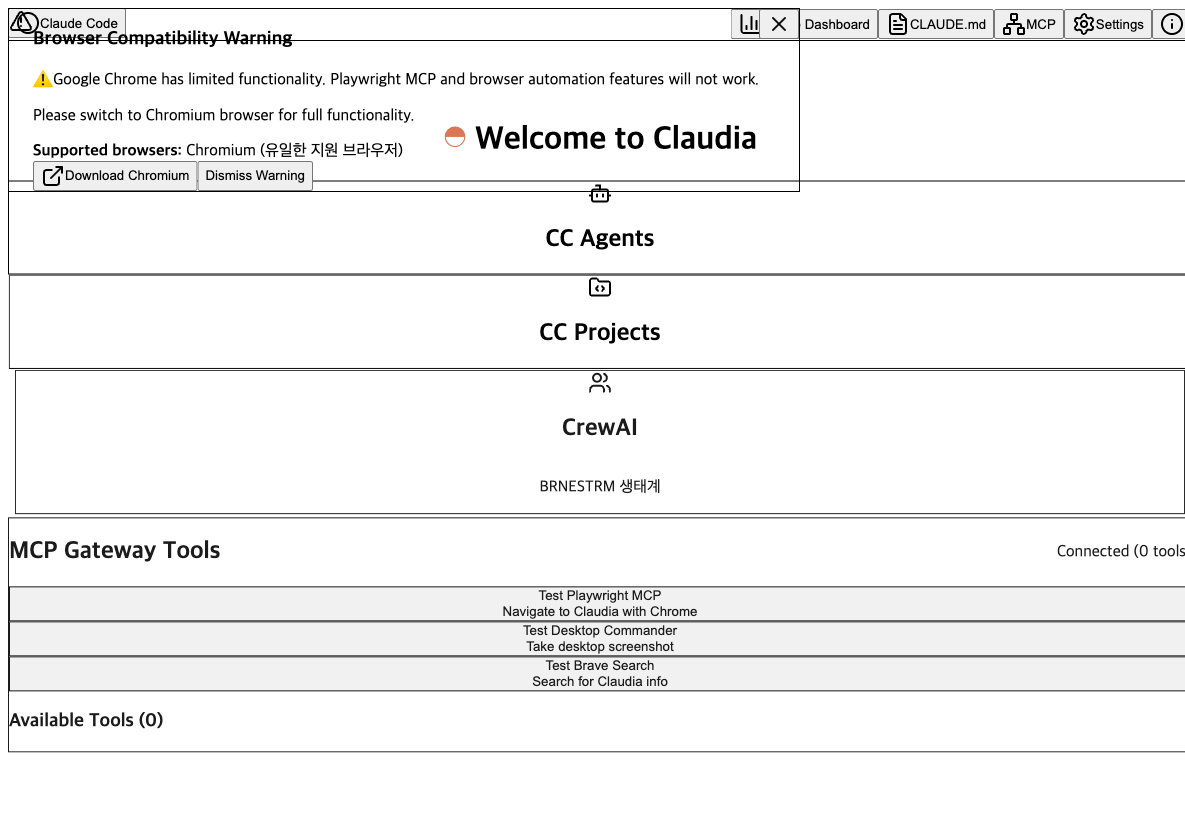 Claude Code
Dashboard
CLAUDE.md
MCP
Settings
Browser Compatibility Warning
⚠️Google Chrome has limited functionality. Playwright MCP and browser automation features will not work.
Please switch to Chromium browser for full functionality.
Welcome to Claudia
Supported browsers: Chromium (유일한 지원 브라우저)
Download Chromium
Dismiss Warning
CC Agents
CC Projects
CrewAI
BRNESTRM 생태계
MCP Gateway Tools
Connected (0 tools
Test Playwright MCP
Navigate to Claudia with Chrome
Test Desktop Commander
Take desktop screenshot
Test Brave Search
Search for Claudia info
Available Tools (0)